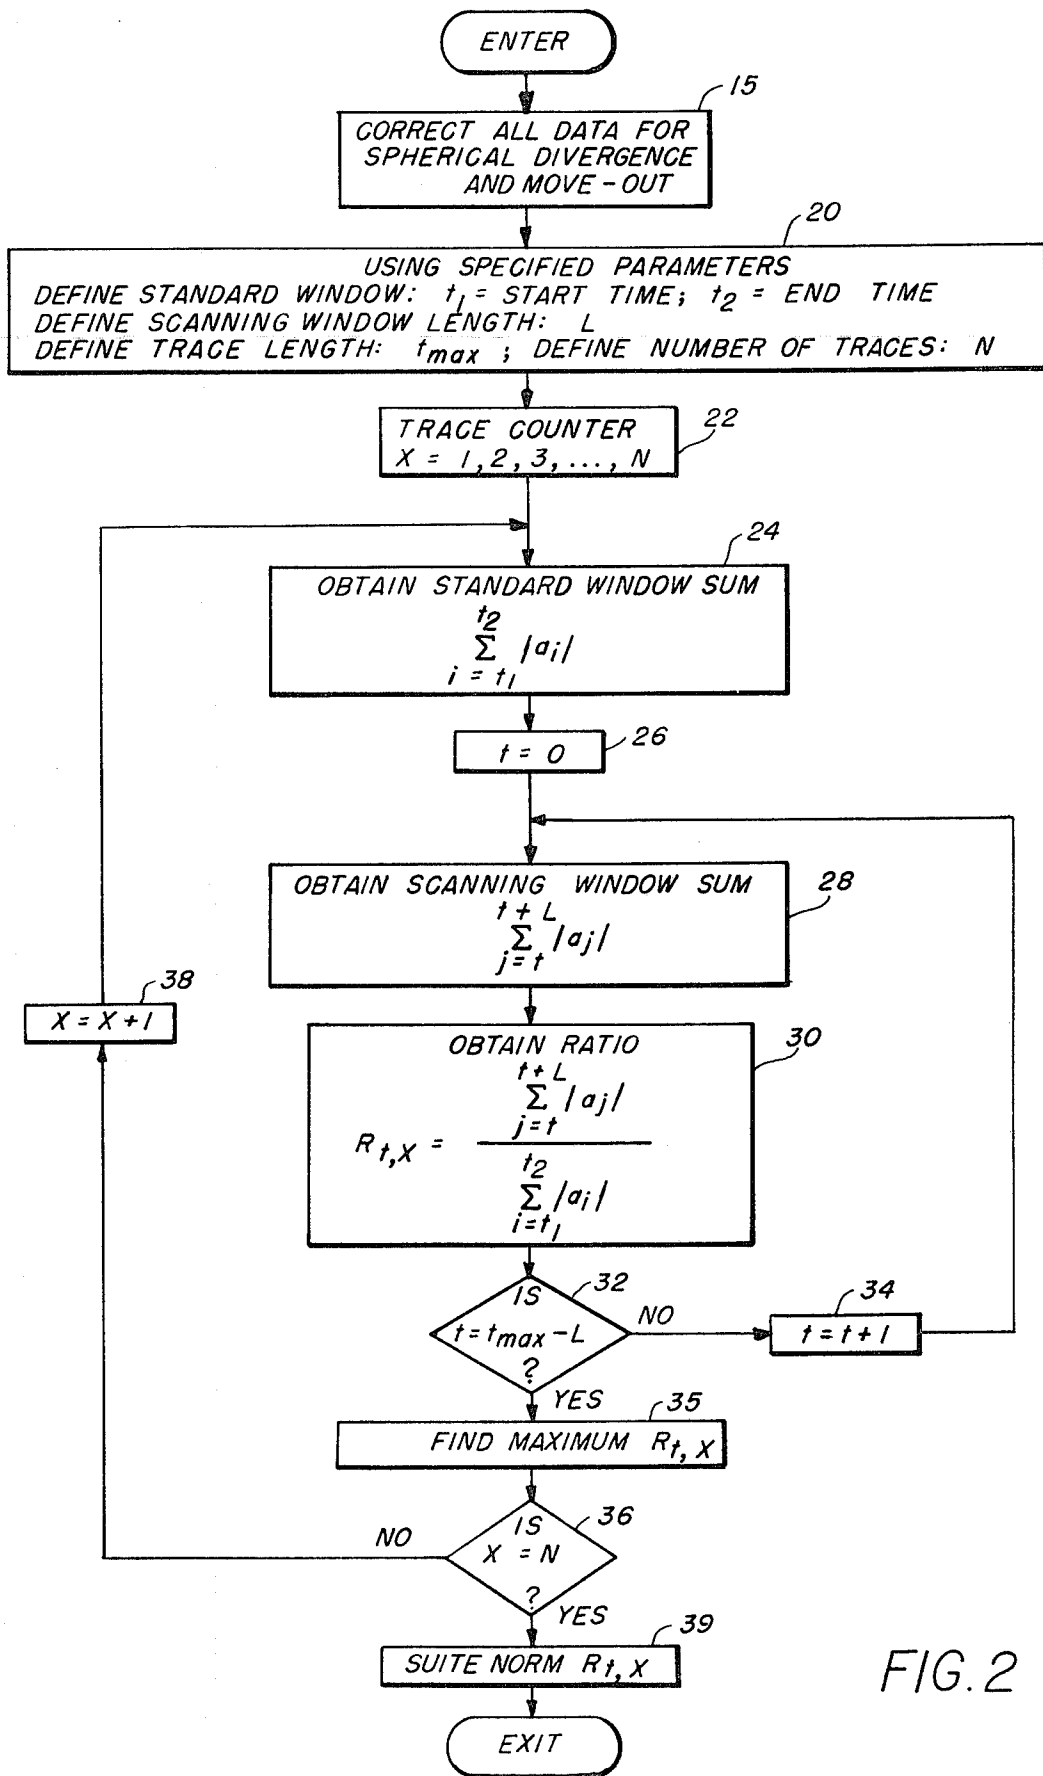 ENTER
15
CORRECT ALL DATA FOR
SPHERICAL DIVERGENCE
AND MOVE-OUT
20
USING SPECIFIED PARAMETERS
DEFINE STANDARD WINDOW: t1 = START TIME; t2 = END TIME
DEFINE SCANNING WINDOW LENGTH: L
DEFINE TRACE LENGTH: tmax ; DEFINE NUMBER OF TRACES: N
22
TRACE COUNTER
X = 1, 2, 3, ..., N
24
OBTAIN STANDARD WINDOW SUM
t2
Σ |ai|
i = t1
26
t = 0
28
OBTAIN SCANNING WINDOW SUM
t + L
Σ |aj|
j = t
38
X = X + 1
30
OBTAIN RATIO
t + L
Σ |aj|
j = t
Rt,X =
t2
Σ |ai|
i = t1
32
IS
t = tmax - L
?
NO
34
t = t + 1
YES
35
FIND MAXIMUM Rt, X
36
IS
X = N
?
NO
YES
39
SUITE NORM Rt, X
EXIT
FIG. 2